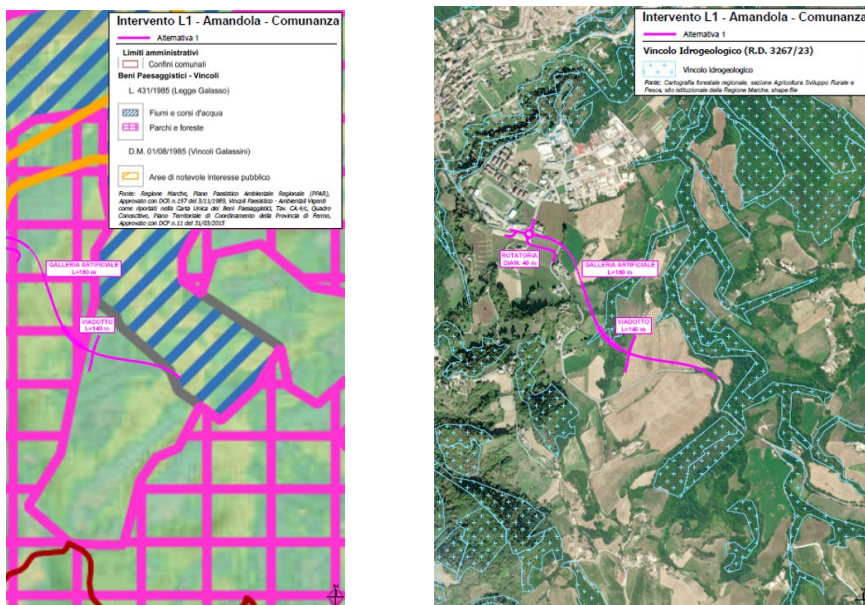 Intervento L1 - Amandola - Comunanza
Alternativa 1
Limiti amministrativi
Confini comunali
Beni Paesaggistici - Vincoli
L. 431/1985 (Legge Galasso)
Fiumi e corsi d'acqua
Parchi e foreste
D.M. 01/08/1985 (Vincoli Galassini)
Aree di notevole interesse pubblico
Fonte: Regione Marche, Piano Paesistico Ambientale Regionale (PPAR),
Approvato con DCR n.197 del 3/11/1989, Vincoli Paesistico - Ambientali Vigenti
come riportati nella Carta Unica dei Beni Paesaggistici, Tav. CA.4/c, Quadro
Conoscitivo, Piano Territoriale di Coordinamento della Provincia di Fermo,
Approvato con DCP n.11 del 31/03/2015
GALLERIA ARTIFICIALE
L=180 m
VIADOTTO
L=140 m
N
Intervento L1 - Amandola - Comunanza
Alternativa 1
Vincolo Idrogeologico (R.D. 3267/23)
Vincolo idrogeologico
Fonte: Cartografia forestale regionale, sezione Agricoltura Sviluppo Rurale e
Pesca, sito istituzionale della Regione Marche, shape file
ROTATORIA
DIAM. 40 m
GALLERIA ARTIFICIALE
L=180 m
VIADOTTO
L=140 m